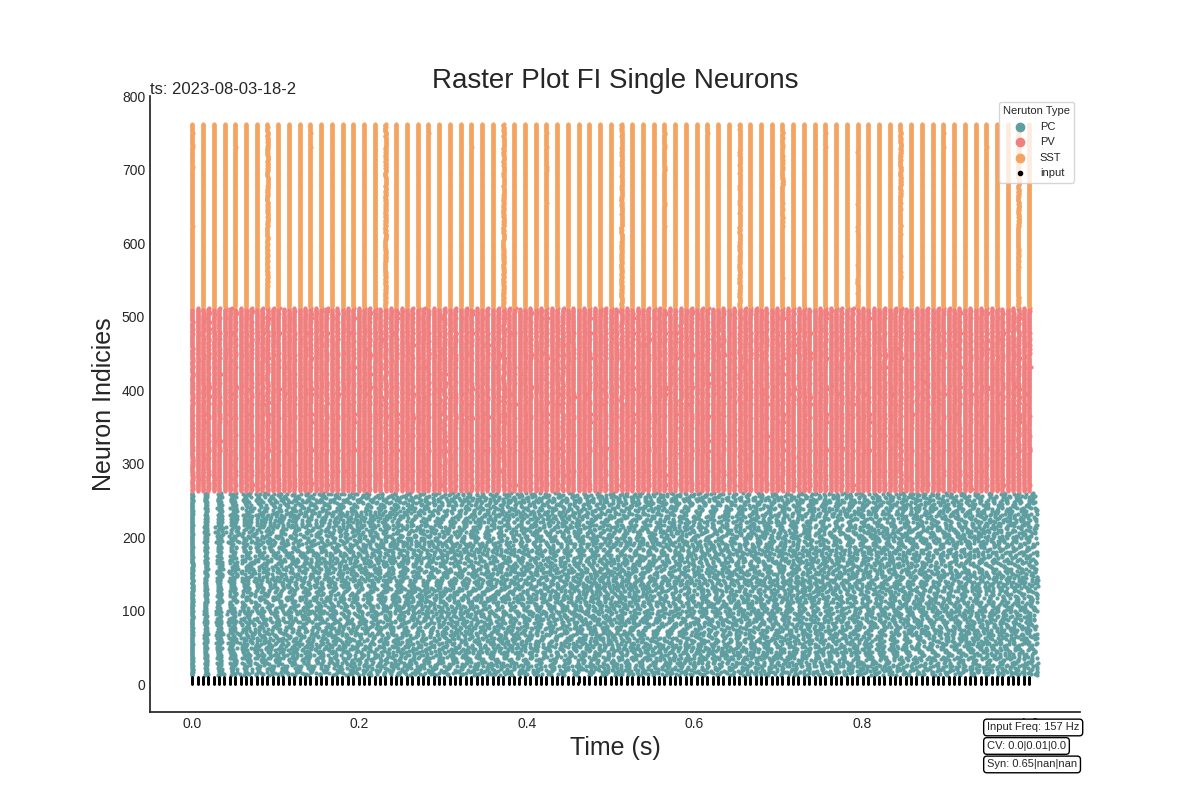 Raster Plot FI Single Neurons
ts: 2023-08-03-18-2
Neruton Type
PC
PV
SST
input
Neuron Indicies
800
700
600
500
400
300
200
100
0
0.0 0.2 0.4 0.6 0.8
Time (s)
Input Freq: 157 Hz
CV: 0.0|0.01|0.0
Syn: 0.65|nan|nan